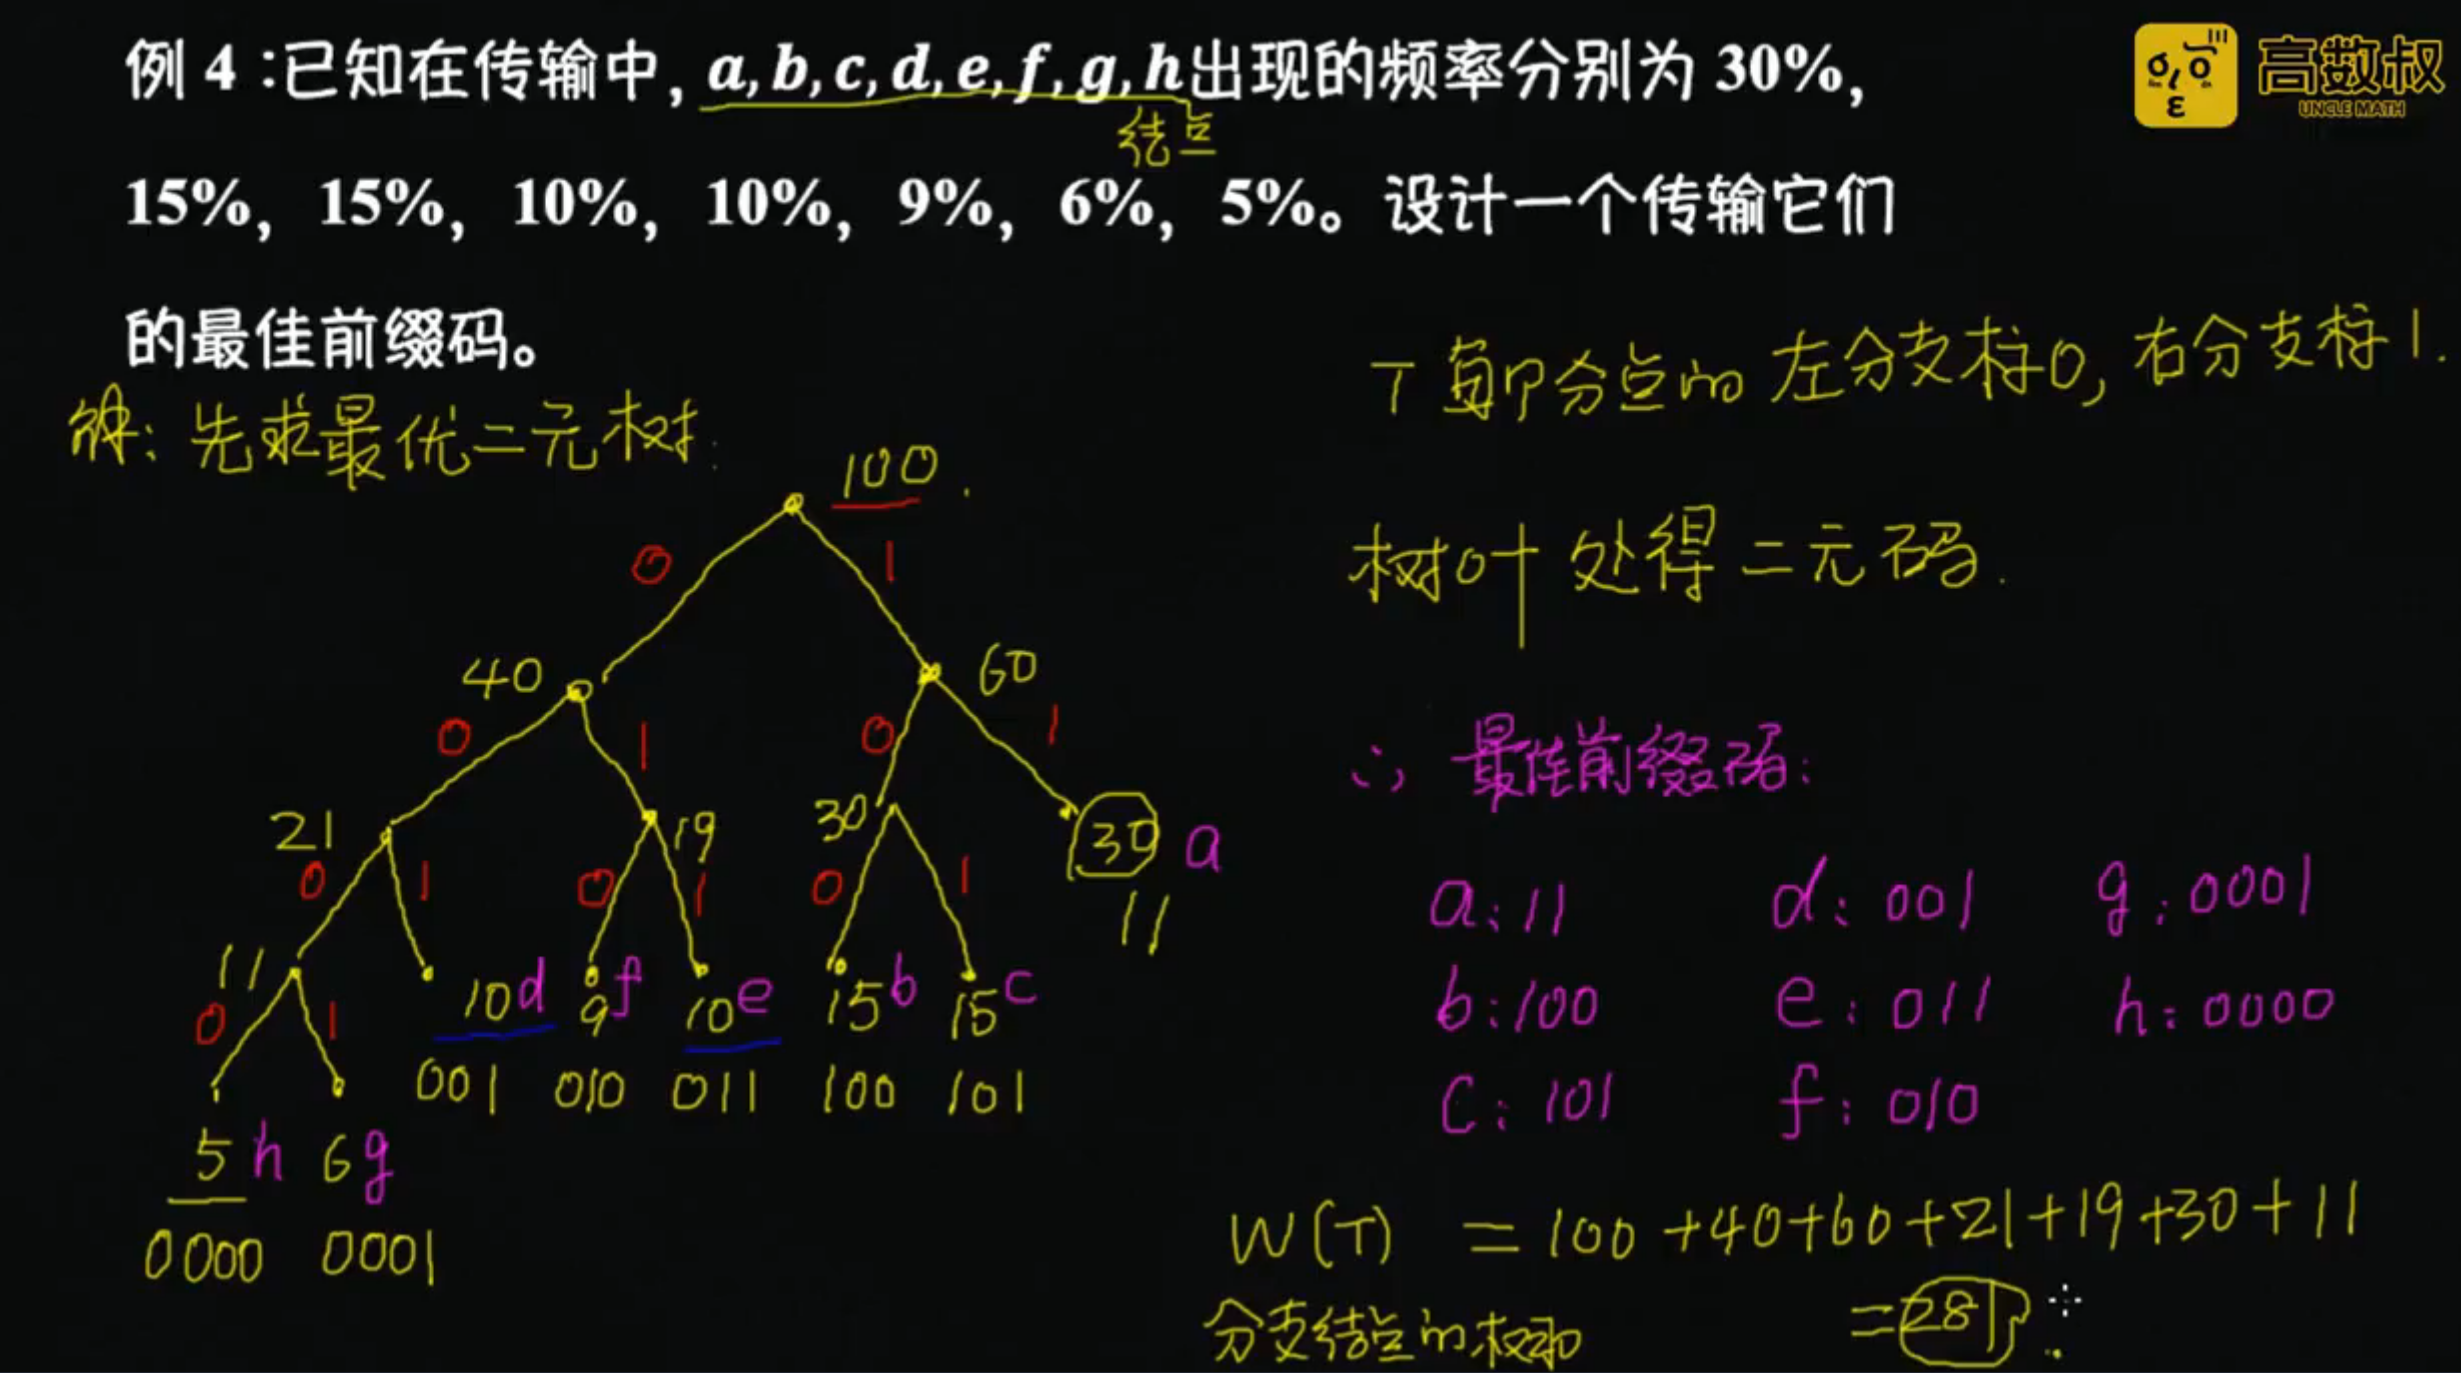 例 4 :已知在传输中, a, b, c, d, e, f, g, h出现的频率分别为 30%,
高数叔
UNCLE MATH
结点
15%, 15%, 10%, 10%, 9%, 6%, 5%。设计一个传输它们
的最佳前缀码。
T 每个分点的 左分支标0, 右分支标1.
解: 先求最优二元树:
100
0 1
树叶 处得 二元码.
40 60
0 1 0 1
∴ 最佳前缀码:
21 19 30 30 a
0 1 0 1 0 1
11
a: 11 d: 001 g: 0001
11 10 d 9 f 10 e 15 b 15 c
b: 100 e: 011 h: 0000
0 1
001 010 011 100 101
c: 101 f: 010
5 h 6 g
0000 0001
W(T) = 100 +40+60+21+19+30+11
分支结点的权和 =281